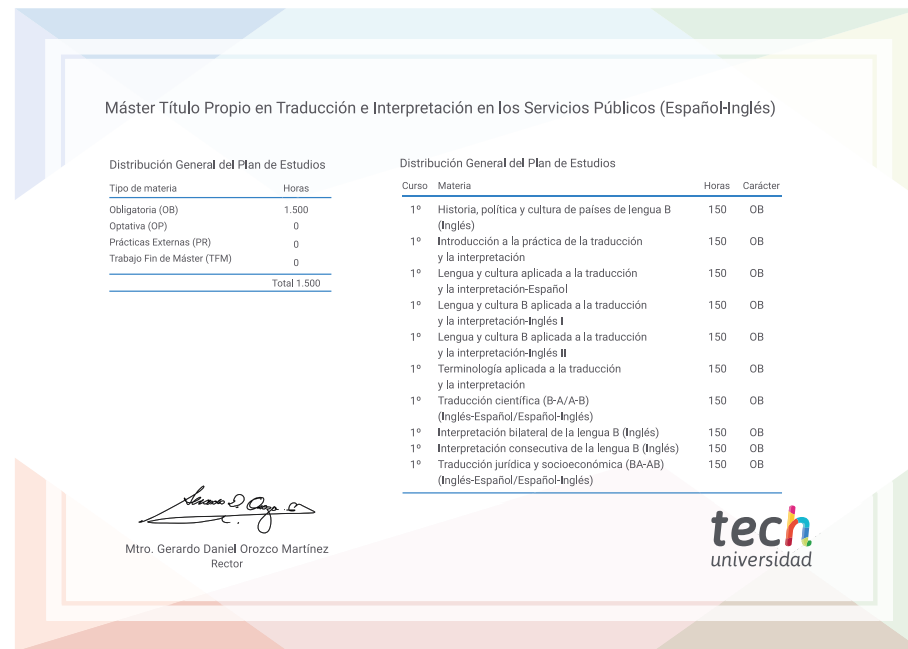 Máster Título Propio en Traducción e Interpretación en los Servicios Públicos (Español-Inglés)
Distribución General del Plan de Estudios
Tipo de materia Horas
Obligatoria (OB) 1.500
Optativa (OP) 0
Prácticas Externas (PR) 0
Trabajo Fin de Máster (TFM) 0
Total 1.500
Distribución General del Plan de Estudios
Curso Materia Horas Carácter
1º Historia, política y cultura de países de lengua B 150 OB
(Inglés)
1º Introducción a la práctica de la traducción 150 OB
y la interpretación
1º Lengua y cultura aplicada a la traducción 150 OB
y la interpretación-Español
1º Lengua y cultura B aplicada a la traducción 150 OB
y la interpretación-Inglés I
1º Lengua y cultura B aplicada a la traducción 150 OB
y la interpretación-Inglés II
1º Terminología aplicada a la traducción 150 OB
y la interpretación
1º Traducción científica (B-A/A-B) 150 OB
(Inglés-Español/Español-Inglés)
1º Interpretación bilateral de la lengua B (Inglés) 150 OB
1º Interpretación consecutiva de la lengua B (Inglés) 150 OB
1º Traducción jurídica y socioeconómica (BA-AB) 150 OB
(Inglés-Español/Español-Inglés)
Mtro. Gerardo Daniel Orozco Martínez
Rector
tech
universidad